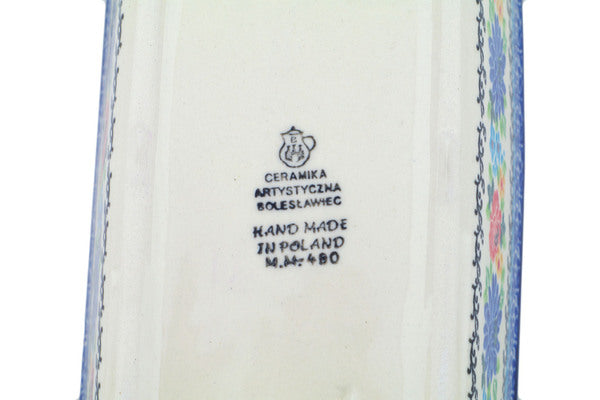 B
CERAMIKA
ARTYSTYCZNA
BOLESŁAWIEC
HAND MADE
IN POLAND
M.M.-480